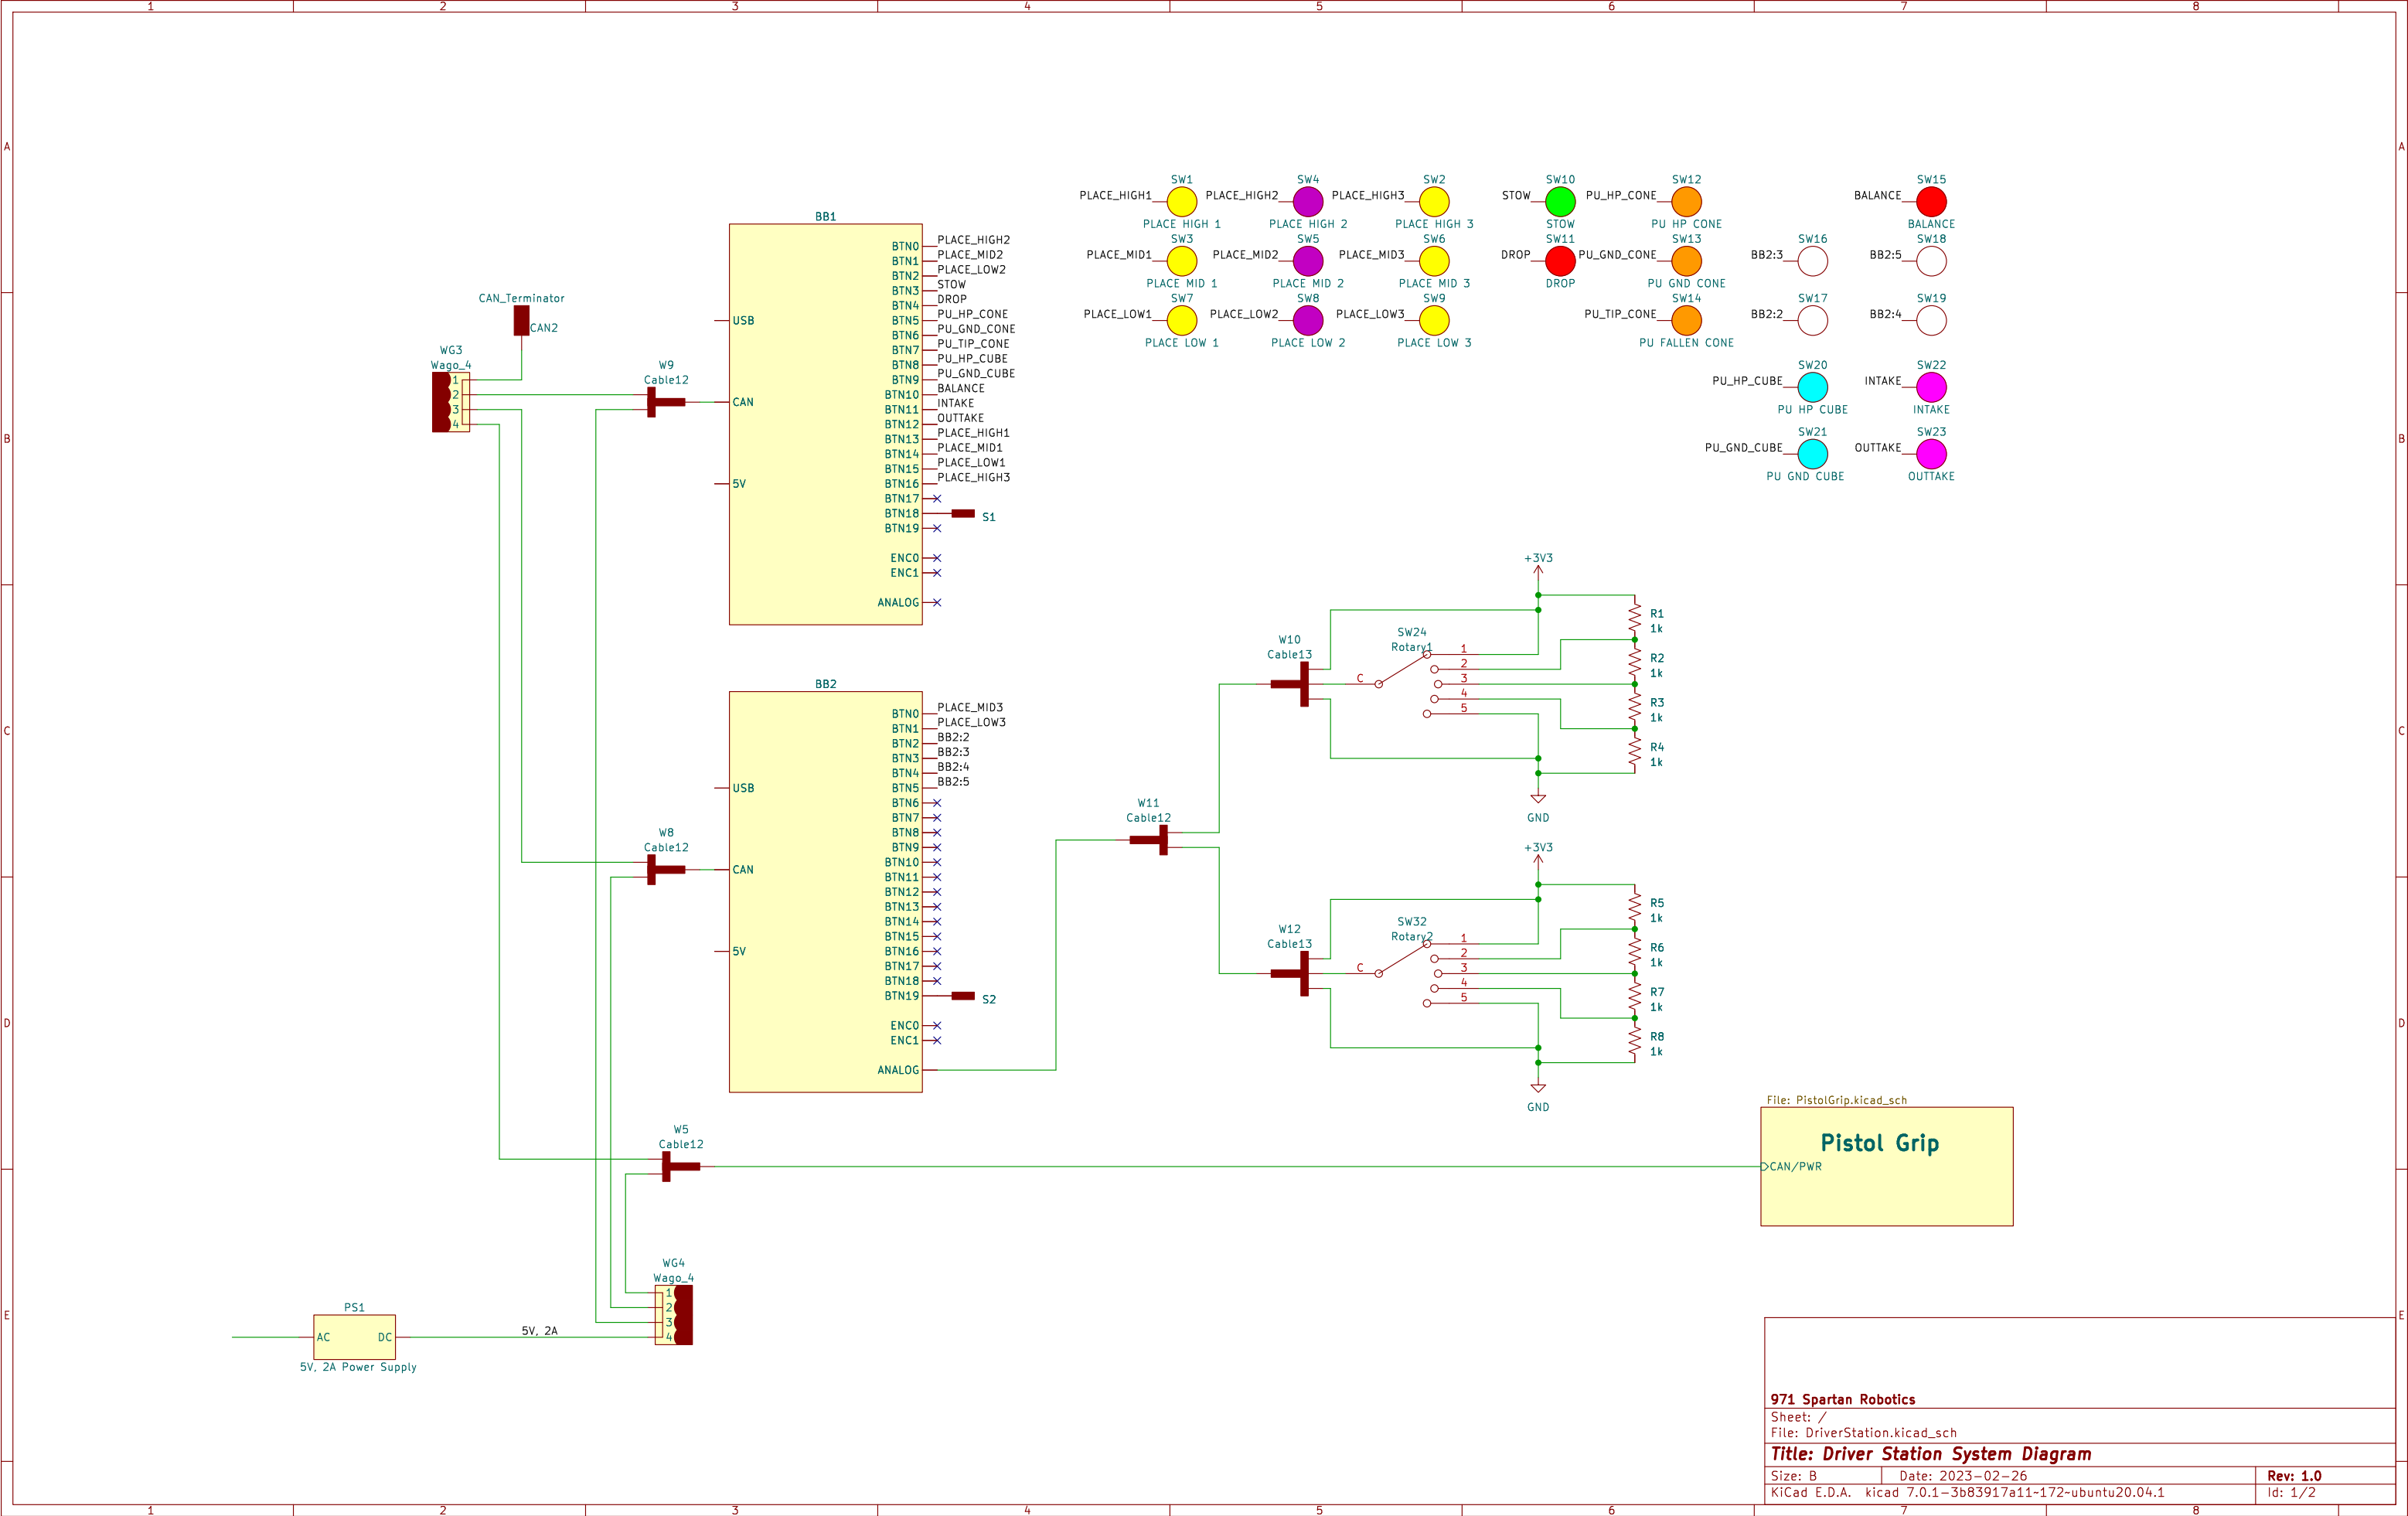 1 2 3 4 5 6 7 8
A A
B B
C C
D D
E E
SW1
PLACE_HIGH1
PLACE HIGH 1
SW4
PLACE_HIGH2
PLACE HIGH 2
SW2
PLACE_HIGH3
PLACE HIGH 3
SW10
STOW
STOW
SW12
PU_HP_CONE
PU HP CONE
SW15
BALANCE
BALANCE
SW3
PLACE_MID1
PLACE MID 1
SW5
PLACE_MID2
PLACE MID 2
SW6
PLACE_MID3
PLACE MID 3
SW11
DROP
DROP
SW13
PU_GND_CONE
PU GND CONE
SW16
BB2:3
SW18
BB2:5
SW7
PLACE_LOW1
PLACE LOW 1
SW8
PLACE_LOW2
PLACE LOW 2
SW9
PLACE_LOW3
PLACE LOW 3
SW14
PU_TIP_CONE
PU FALLEN CONE
SW17
BB2:2
SW19
BB2:4
SW20
PU_HP_CUBE
PU HP CUBE
SW22
INTAKE
INTAKE
SW21
PU_GND_CUBE
PU GND CUBE
SW23
OUTTAKE
OUTTAKE
CAN_Terminator
CAN2
WG3
Wago_4
1
2
3
4
W9
Cable12
BB1
USB
CAN
5V
BTN0 PLACE_HIGH2
BTN1 PLACE_MID2
BTN2 PLACE_LOW2
BTN3 STOW
BTN4 DROP
BTN5 PU_HP_CONE
BTN6 PU_GND_CONE
BTN7 PU_TIP_CONE
BTN8 PU_HP_CUBE
BTN9 PU_GND_CUBE
BTN10 BALANCE
BTN11 INTAKE
BTN12 OUTTAKE
BTN13 PLACE_HIGH1
BTN14 PLACE_MID1
BTN15 PLACE_LOW1
BTN16 PLACE_HIGH3
BTN17
BTN18 S1
BTN19
ENC0
ENC1
ANALOG
W8
Cable12
BB2
USB
CAN
5V
BTN0 PLACE_MID3
BTN1 PLACE_LOW3
BTN2 BB2:2
BTN3 BB2:3
BTN4 BB2:4
BTN5 BB2:5
BTN6
BTN7
BTN8
BTN9
BTN10
BTN11
BTN12
BTN13
BTN14
BTN15
BTN16
BTN17
BTN18
BTN19 S2
ENC0
ENC1
ANALOG
W11
Cable12
+3V3
W10
Cable13
SW24
Rotary1
C
1
2
3
4
5
R1
1k
R2
1k
R3
1k
R4
1k
GND
+3V3
W12
Cable13
SW32
Rotary2
C
1
2
3
4
5
R5
1k
R6
1k
R7
1k
R8
1k
GND
W5
Cable12
File: PistolGrip.kicad_sch
Pistol Grip
CAN/PWR
WG4
Wago_4
1
2
3
4
PS1
AC DC
5V, 2A Power Supply
5V, 2A
971 Spartan Robotics
Sheet: /
File: DriverStation.kicad_sch
Title: Driver Station System Diagram
Size: B Date: 2023-02-26 Rev: 1.0
KiCad E.D.A. kicad 7.0.1-3b83917a11~172~ubuntu20.04.1 Id: 1/2
1 2 3 4 5 6 7 8